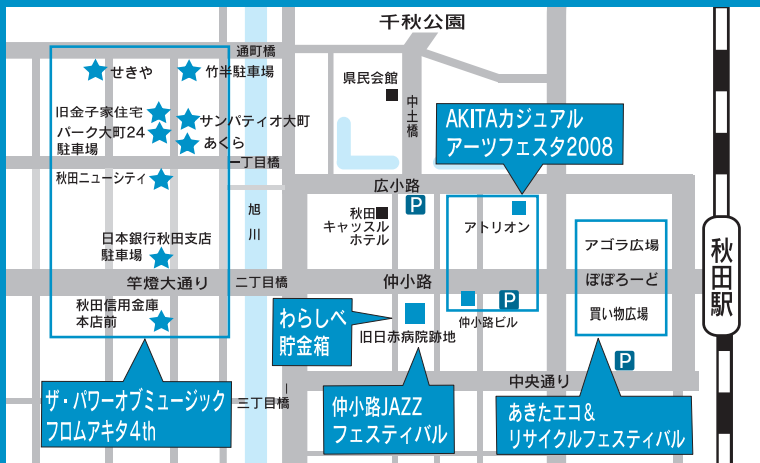 千秋公園
通町橋
せきや
竹半駐車場
県民会館
中土橋
旧金子家住宅
サンパティオ大町
パーク大町24
駐車場
あくら
AKITAカジュアル
アーツフェスタ2008
一丁目橋
秋田ニューシティ
広小路
旭川
P
秋田
キャッスル
ホテル
アトリオン
日本銀行秋田支店
駐車場
アゴラ広場
秋田駅
竿燈大通り
二丁目橋
仲小路
ぽぽろーど
秋田信用金庫
本店前
わらしべ
貯金箱
旧日赤病院跡地
P
仲小路ビル
買い物広場
P
中央通り
三丁目橋
ザ・パワーオブミュージック
フロムアキタ4th
仲小路JAZZ
フェスティバル
あきたエコ&
リサイクルフェスティバル